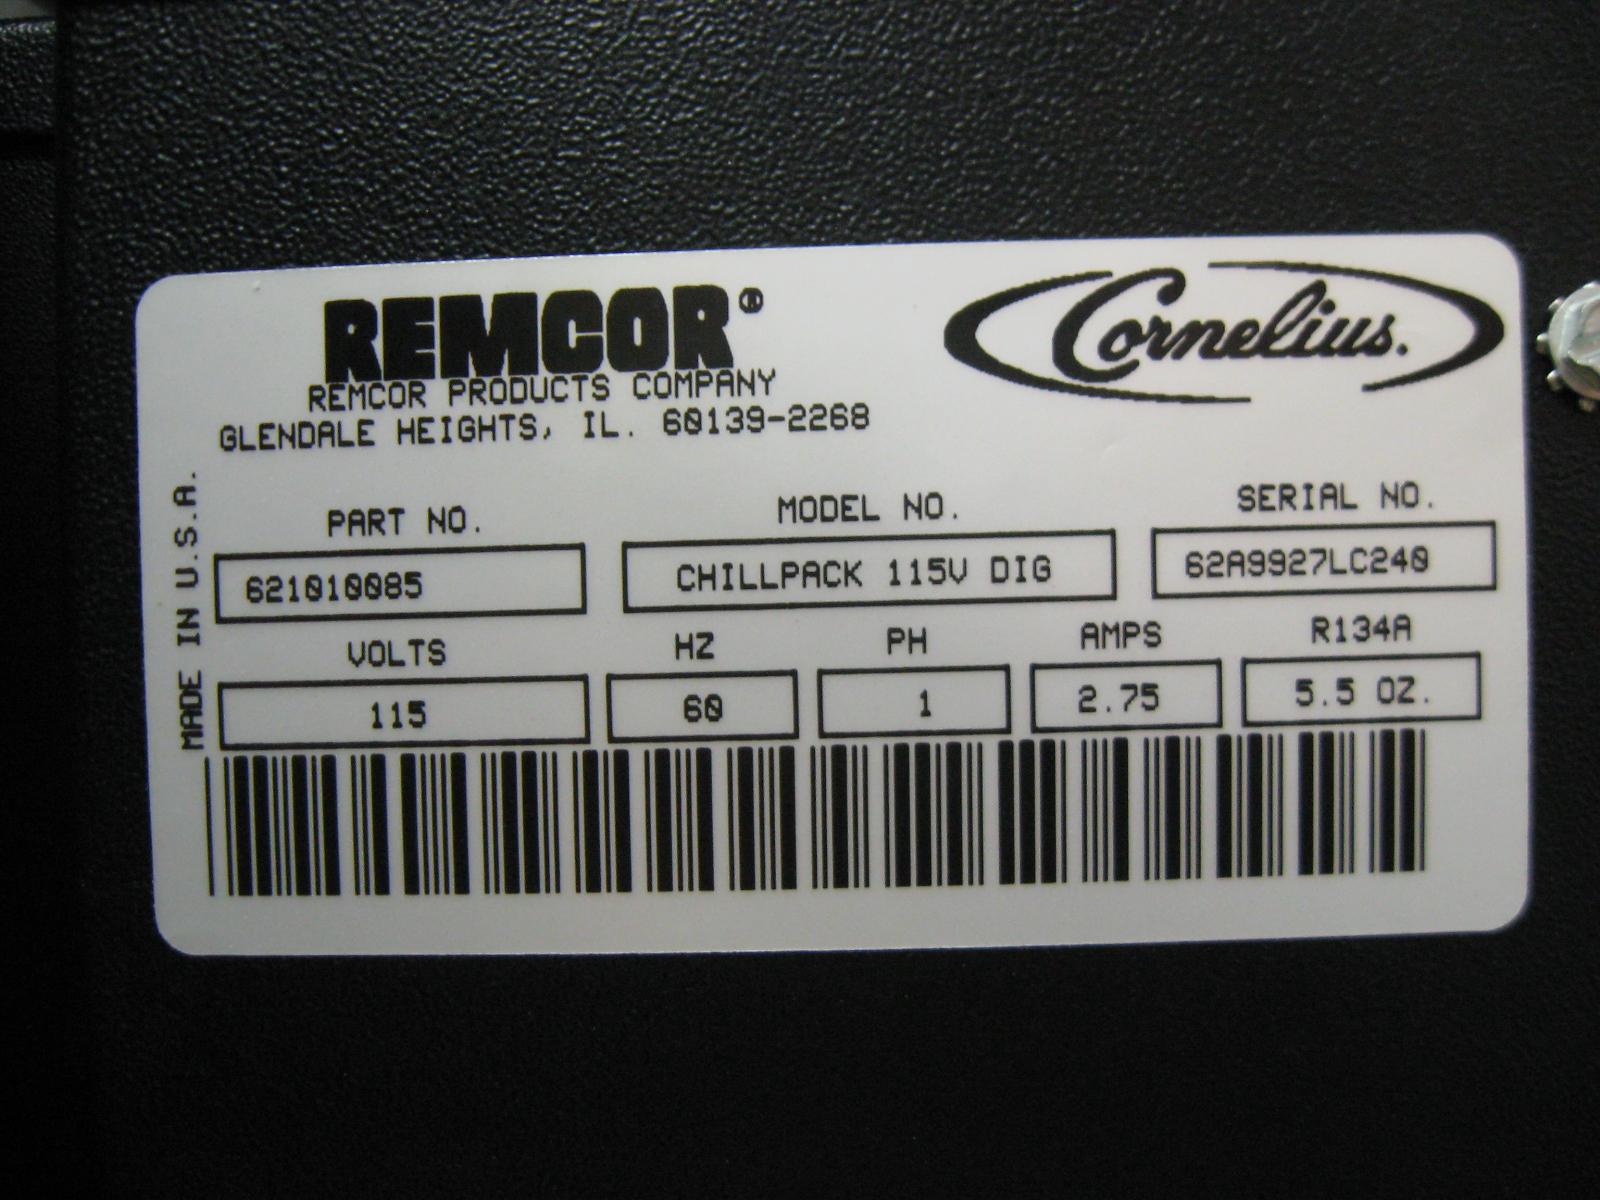 REMCOR®
Cornelius.
REMCOR PRODUCTS COMPANY
GLENDALE HEIGHTS, IL. 60139-2268
MADE IN U.S.A.
PART NO. MODEL NO. SERIAL NO.
621010085 CHILLPACK 115V DIG 62A9927LC240
VOLTS HZ PH AMPS R134A
115 60 1 2.75 5.5 OZ.